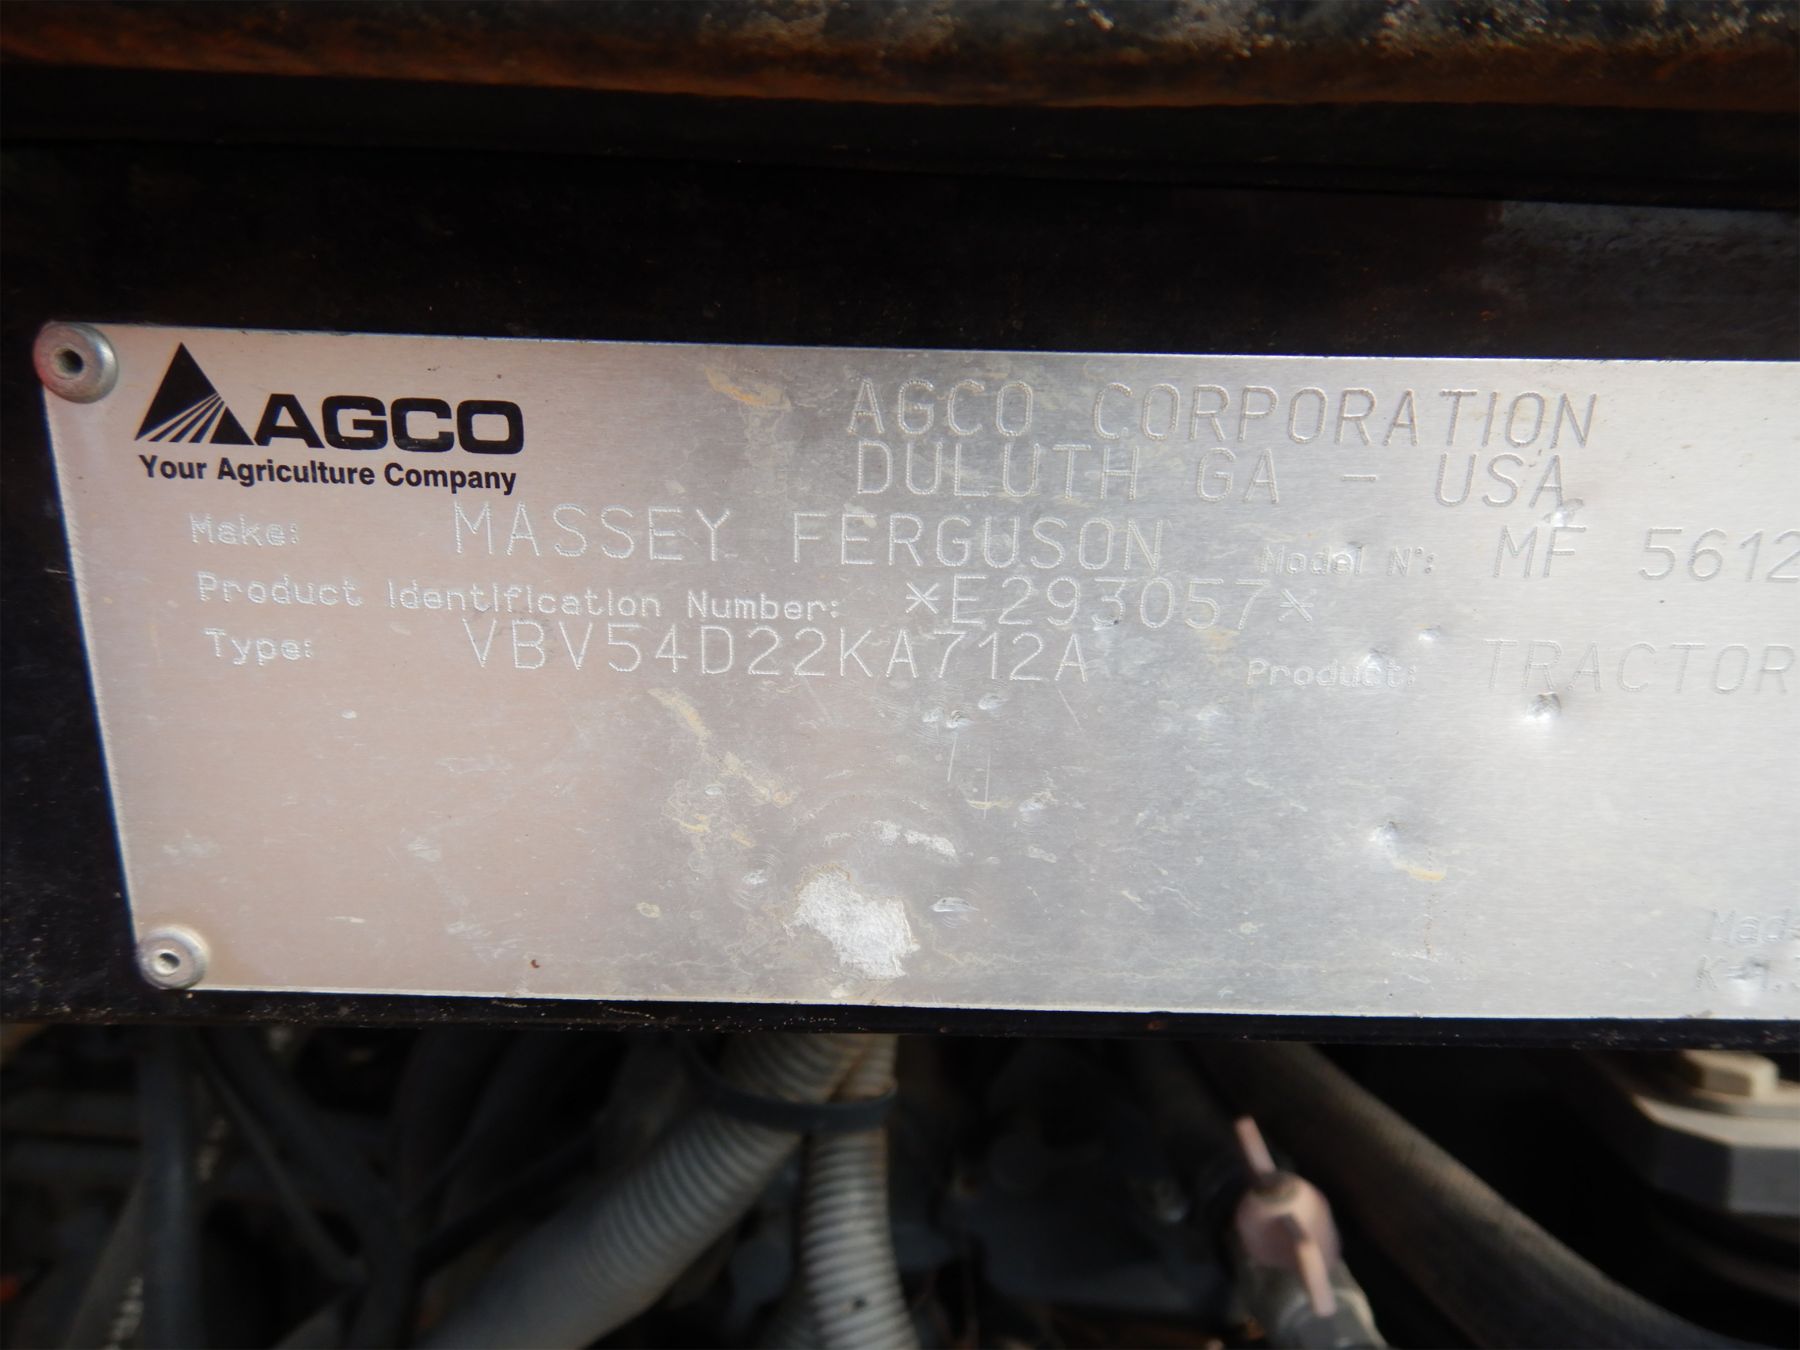 AGCO
Your Agriculture Company
AGCO CORPORATION
DULUTH GA - USA
Make: MASSEY FERGUSON Model N°: MF 5612
Product Identification Number: *E293057*
Type: VBV54D22KA712A Product: TRACTOR